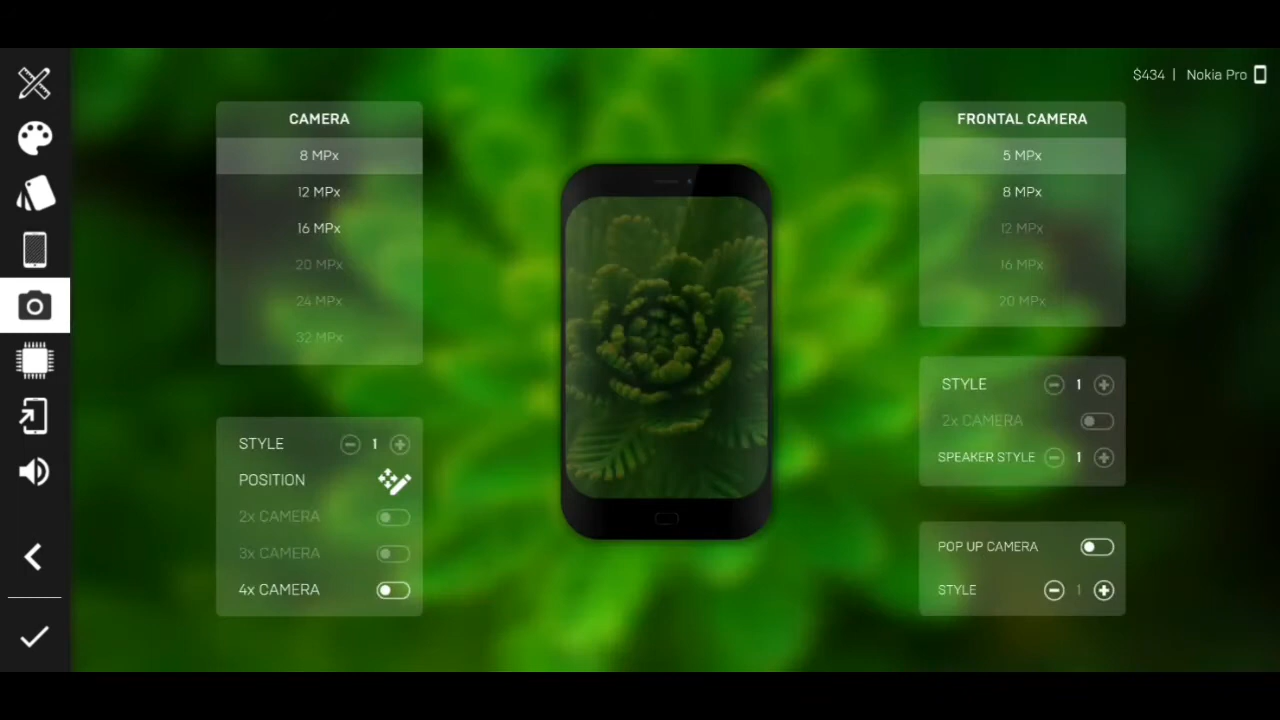 $434 | Nokia Pro
CAMERA
8 MPx
12 MPx
16 MPx
20 MPx
24 MPx
32 MPx
STYLE 1
POSITION
2x CAMERA
3x CAMERA
4x CAMERA
FRONTAL CAMERA
5 MPx
8 MPx
12 MPx
16 MPx
20 MPx
STYLE 1
2x CAMERA
SPEAKER STYLE 1
POP UP CAMERA
STYLE 1